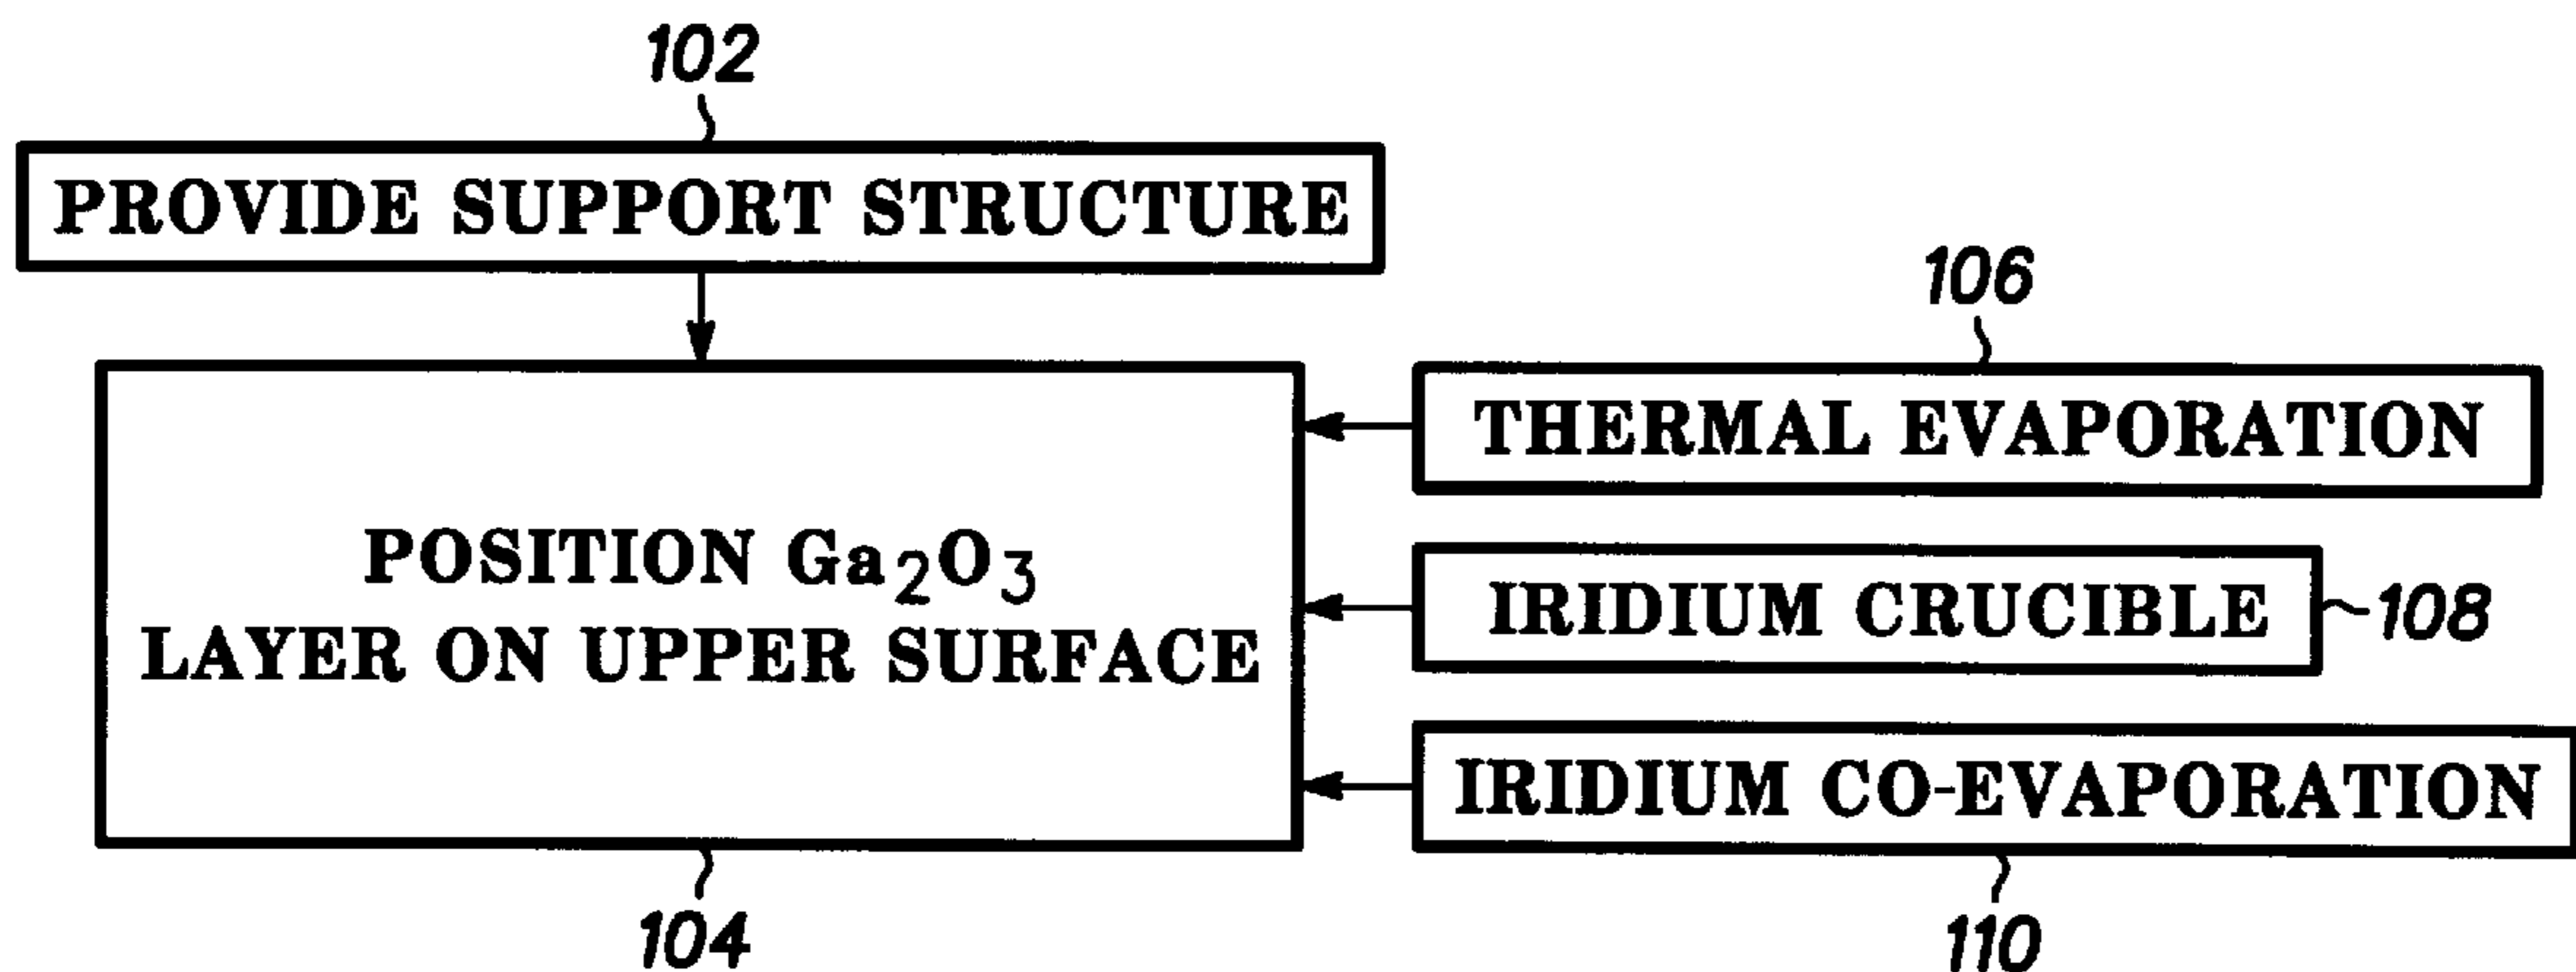 102
PROVIDE SUPPORT STRUCTURE
106
THERMAL EVAPORATION
POSITION Ga₂O₃
LAYER ON UPPER SURFACE
IRIDIUM CRUCIBLE
108
IRIDIUM CO-EVAPORATION
104
110